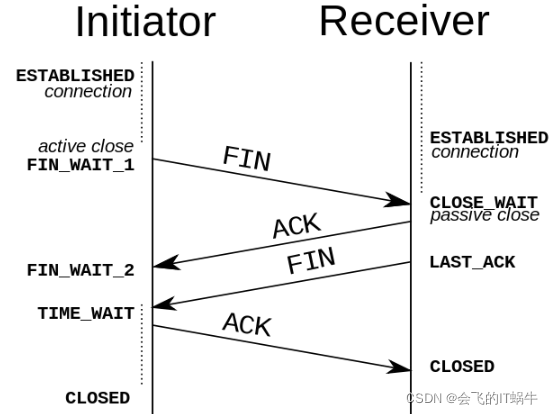 Initiator
Receiver
ESTABLISHED
connection
ESTABLISHED
connection
active close
FIN_WAIT_1
FIN
CLOSE_WAIT
passive close
ACK
FIN
FIN_WAIT_2
LAST_ACK
TIME_WAIT
ACK
CLOSED
CLOSED
CSDN @会飞的IT蜗牛